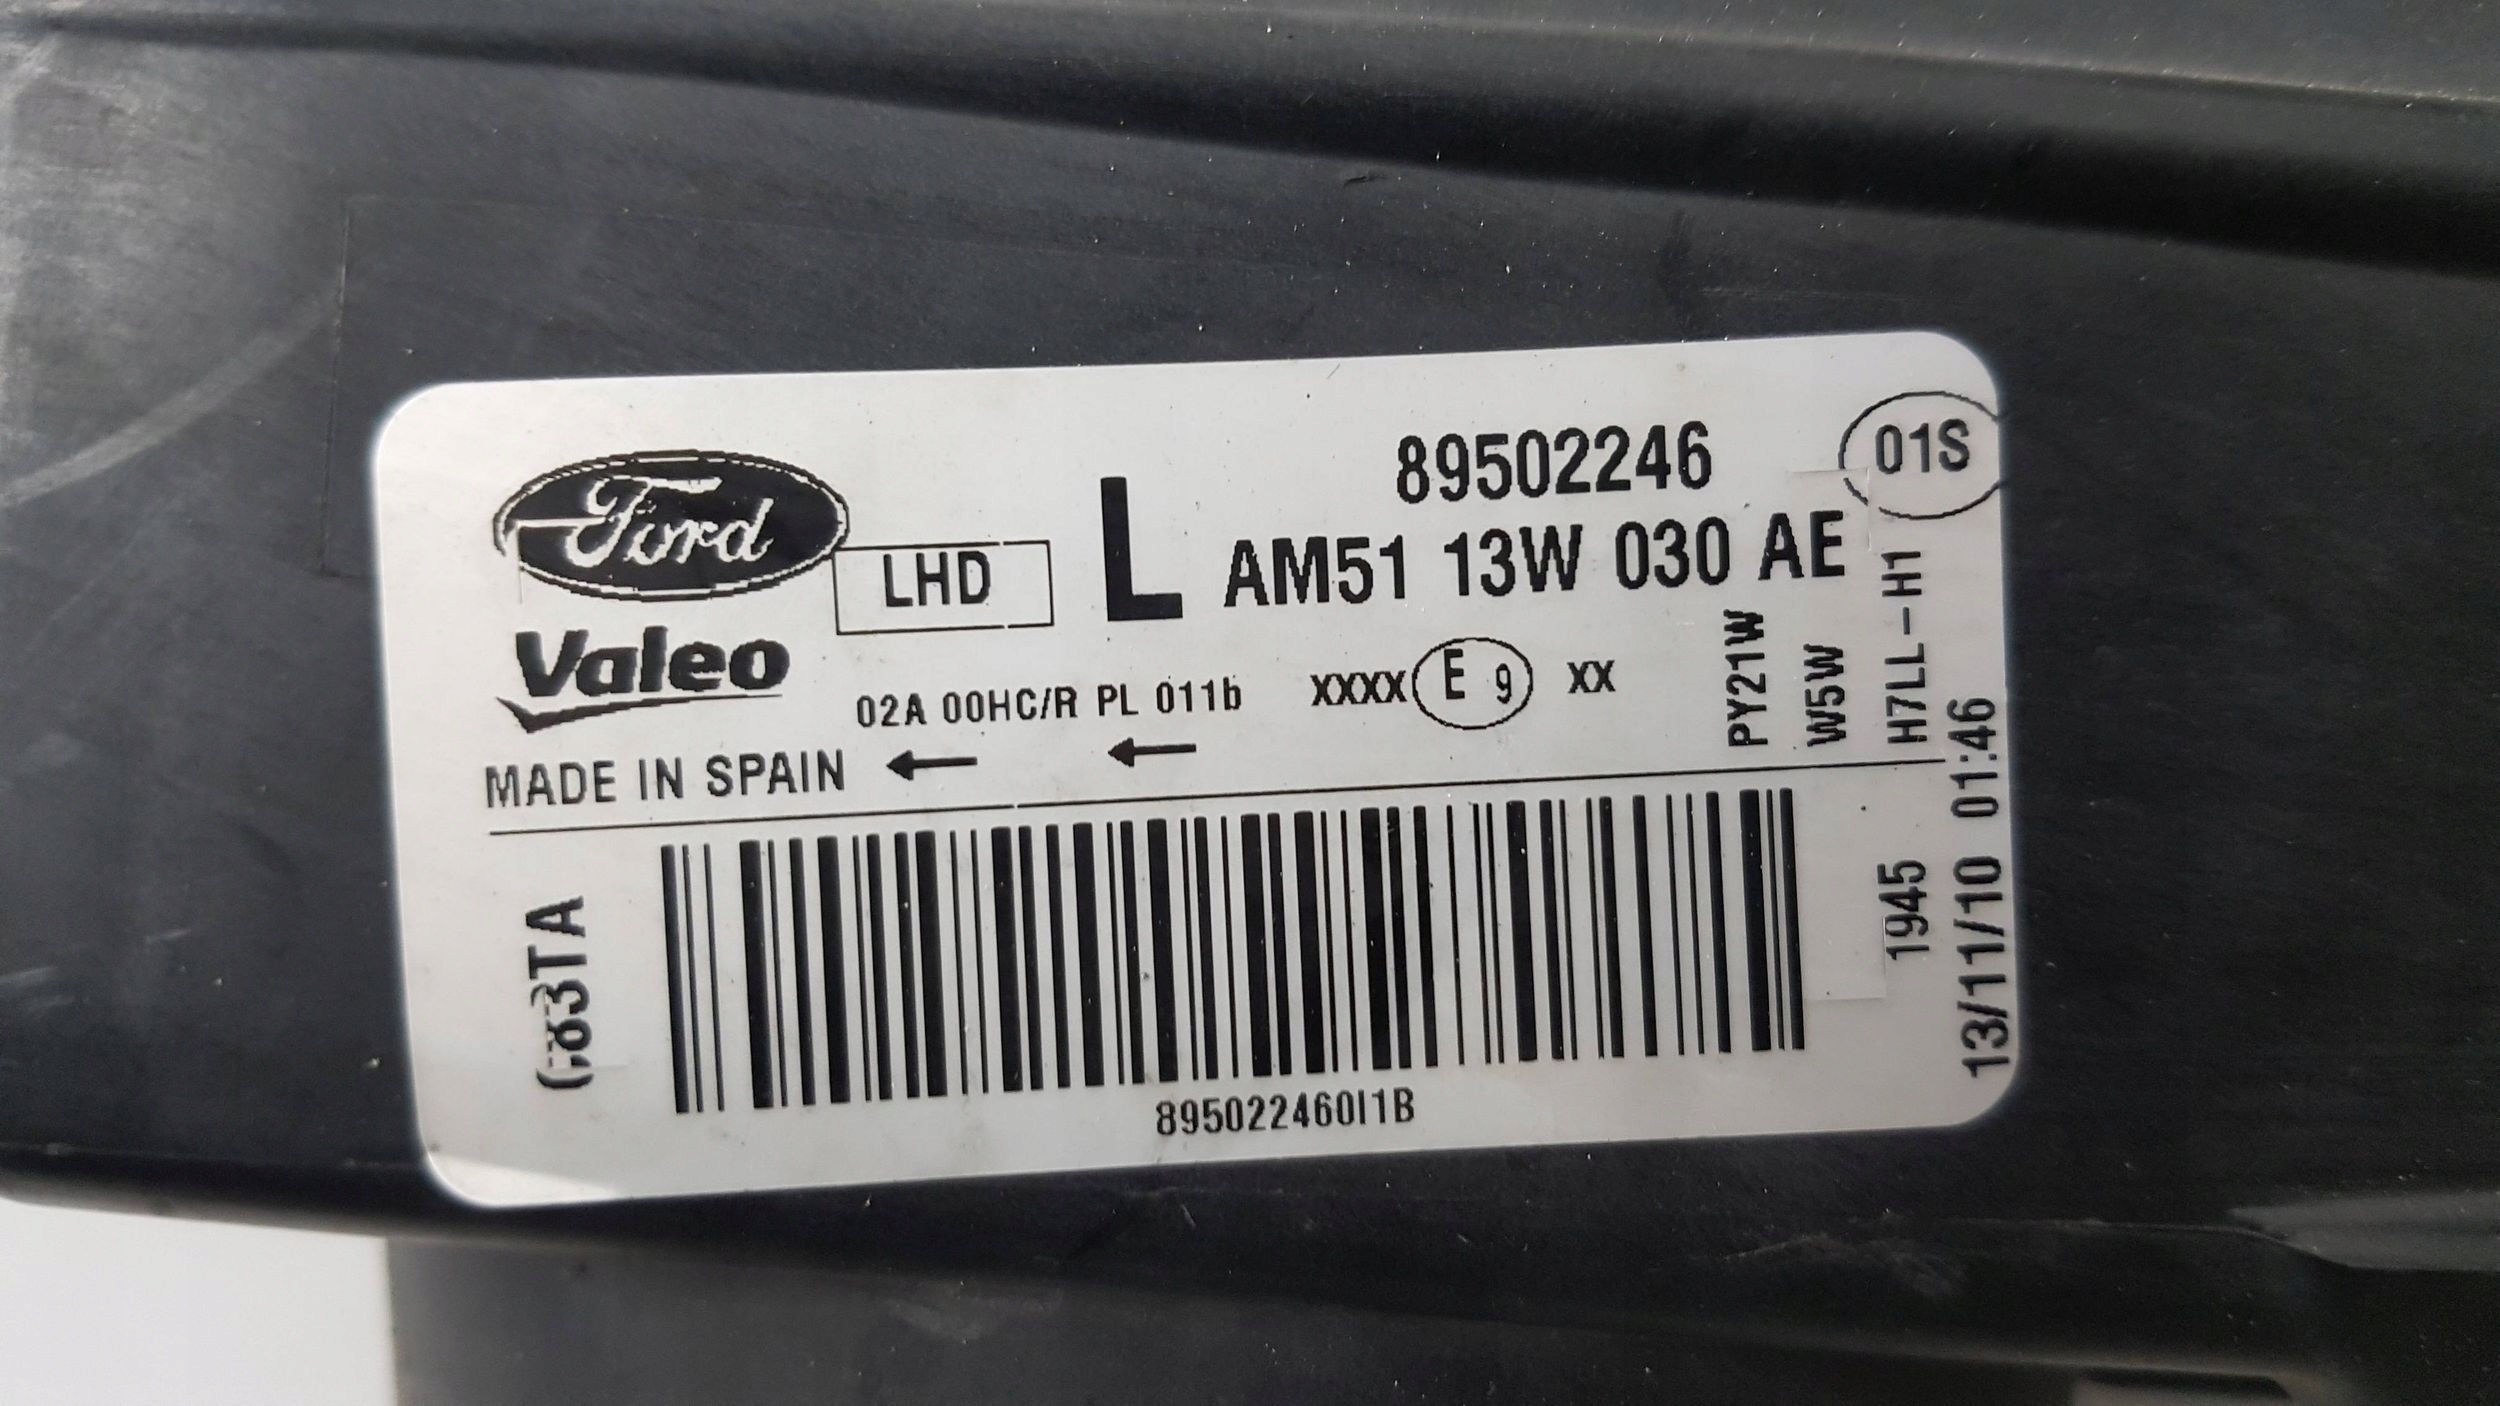 Ford
LHD
L
89502246
01S
AM51 13W 030 AE
Valeo
02A 00HC/R PL 011b
XXXX E 9 XX
PY21W
W5W
H7LL-H1
MADE IN SPAIN
1945
13/11/10 01:46
895022460I1B